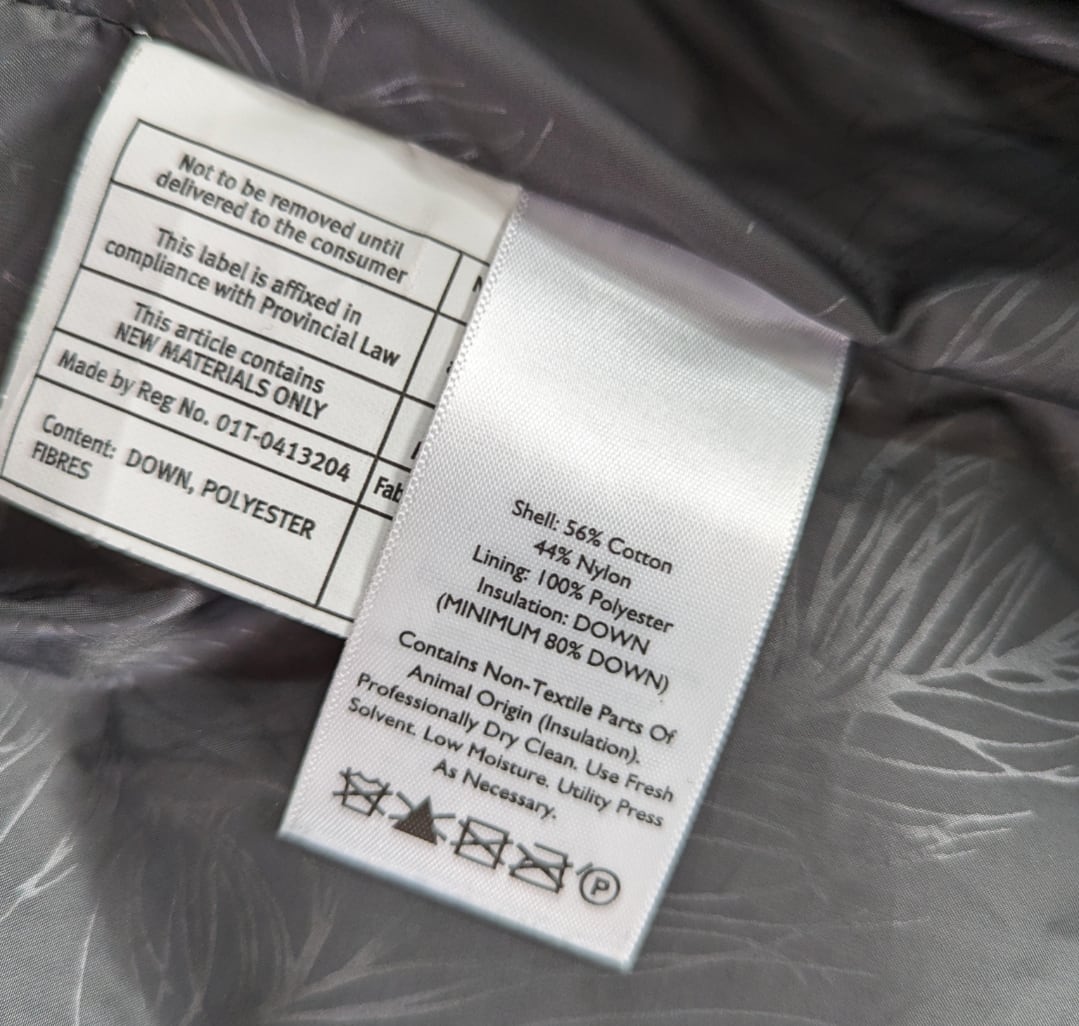 Not to be removed until
delivered to the consumer
This label is affixed in
compliance with Provincial Law
This article contains
NEW MATERIALS ONLY
Made by Reg No. 01T-0413204
Content: DOWN, POLYESTER
FIBRES
Fab
Shell: 56% Cotton
44% Nylon
Lining: 100% Polyester
Insulation: DOWN
(MINIMUM 80% DOWN)
Contains Non-Textile Parts Of
Animal Origin (Insulation).
Professionally Dry Clean. Use Fresh
Solvent. Low Moisture. Utility Press
As Necessary.
P